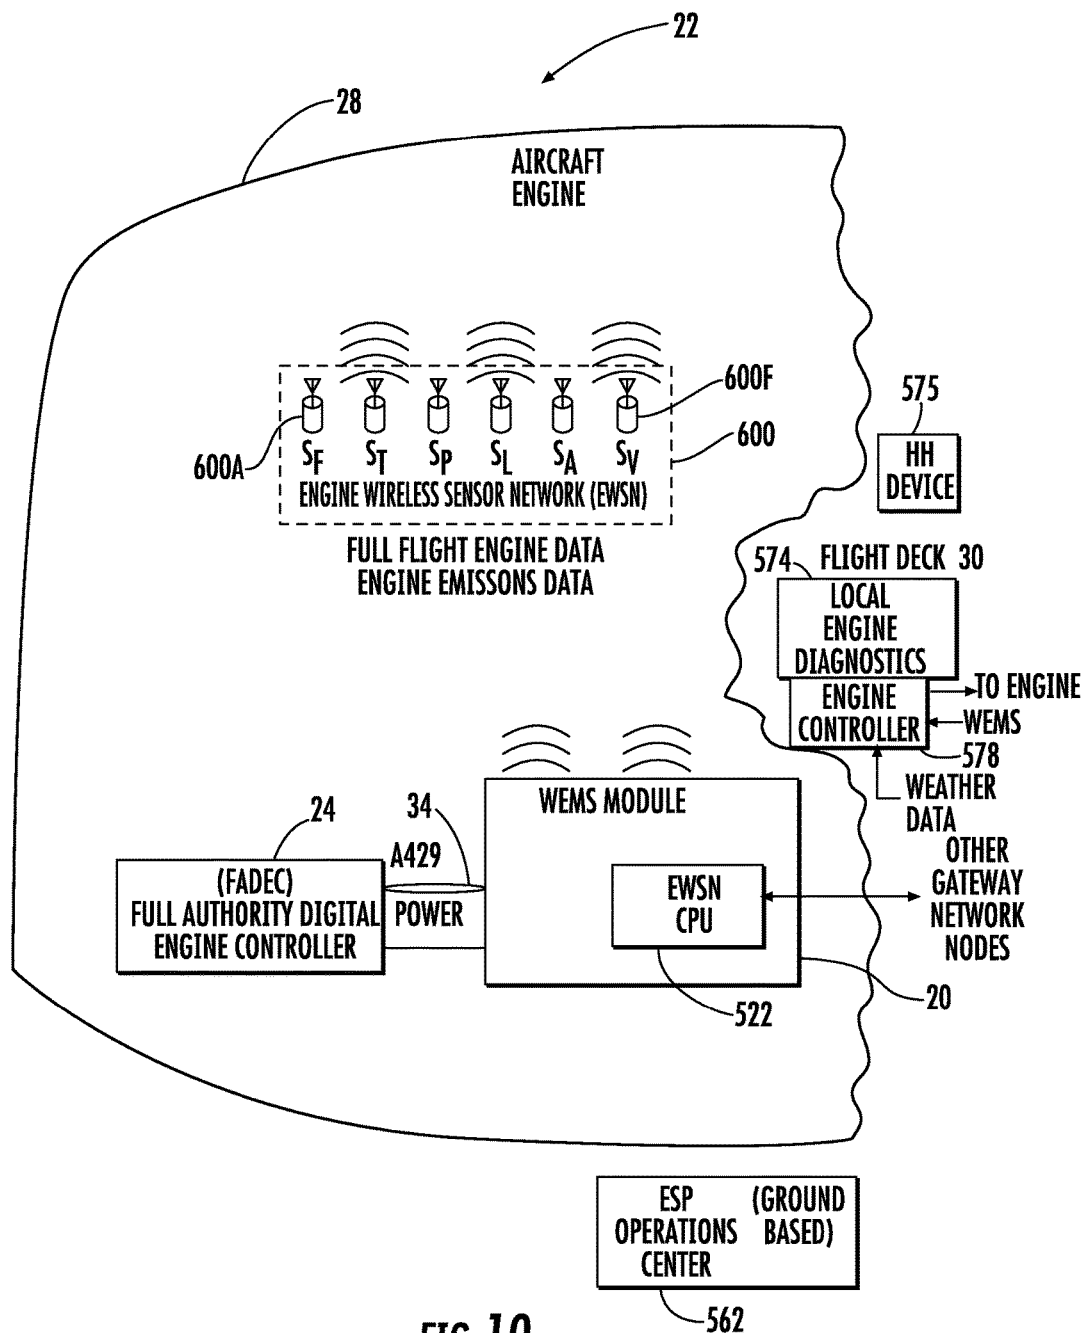 22
28
AIRCRAFT
ENGINE
600F
575
600A
600
HH
DEVICE
SF ST SP SL SA SV
ENGINE WIRELESS SENSOR NETWORK (EWSN)
FULL FLIGHT ENGINE DATA
ENGINE EMISSONS DATA
574 FLIGHT DECK 30
LOCAL
ENGINE
DIAGNOSTICS
ENGINE
CONTROLLER
TO ENGINE
WEMS
578
WEATHER
DATA
WEMS MODULE
24
34
A429
(FADEC)
FULL AUTHORITY DIGITAL
ENGINE CONTROLLER
POWER
EWSN
CPU
OTHER
GATEWAY
NETWORK
NODES
522
20
ESP (GROUND
OPERATIONS BASED)
CENTER
562
FIG. 10